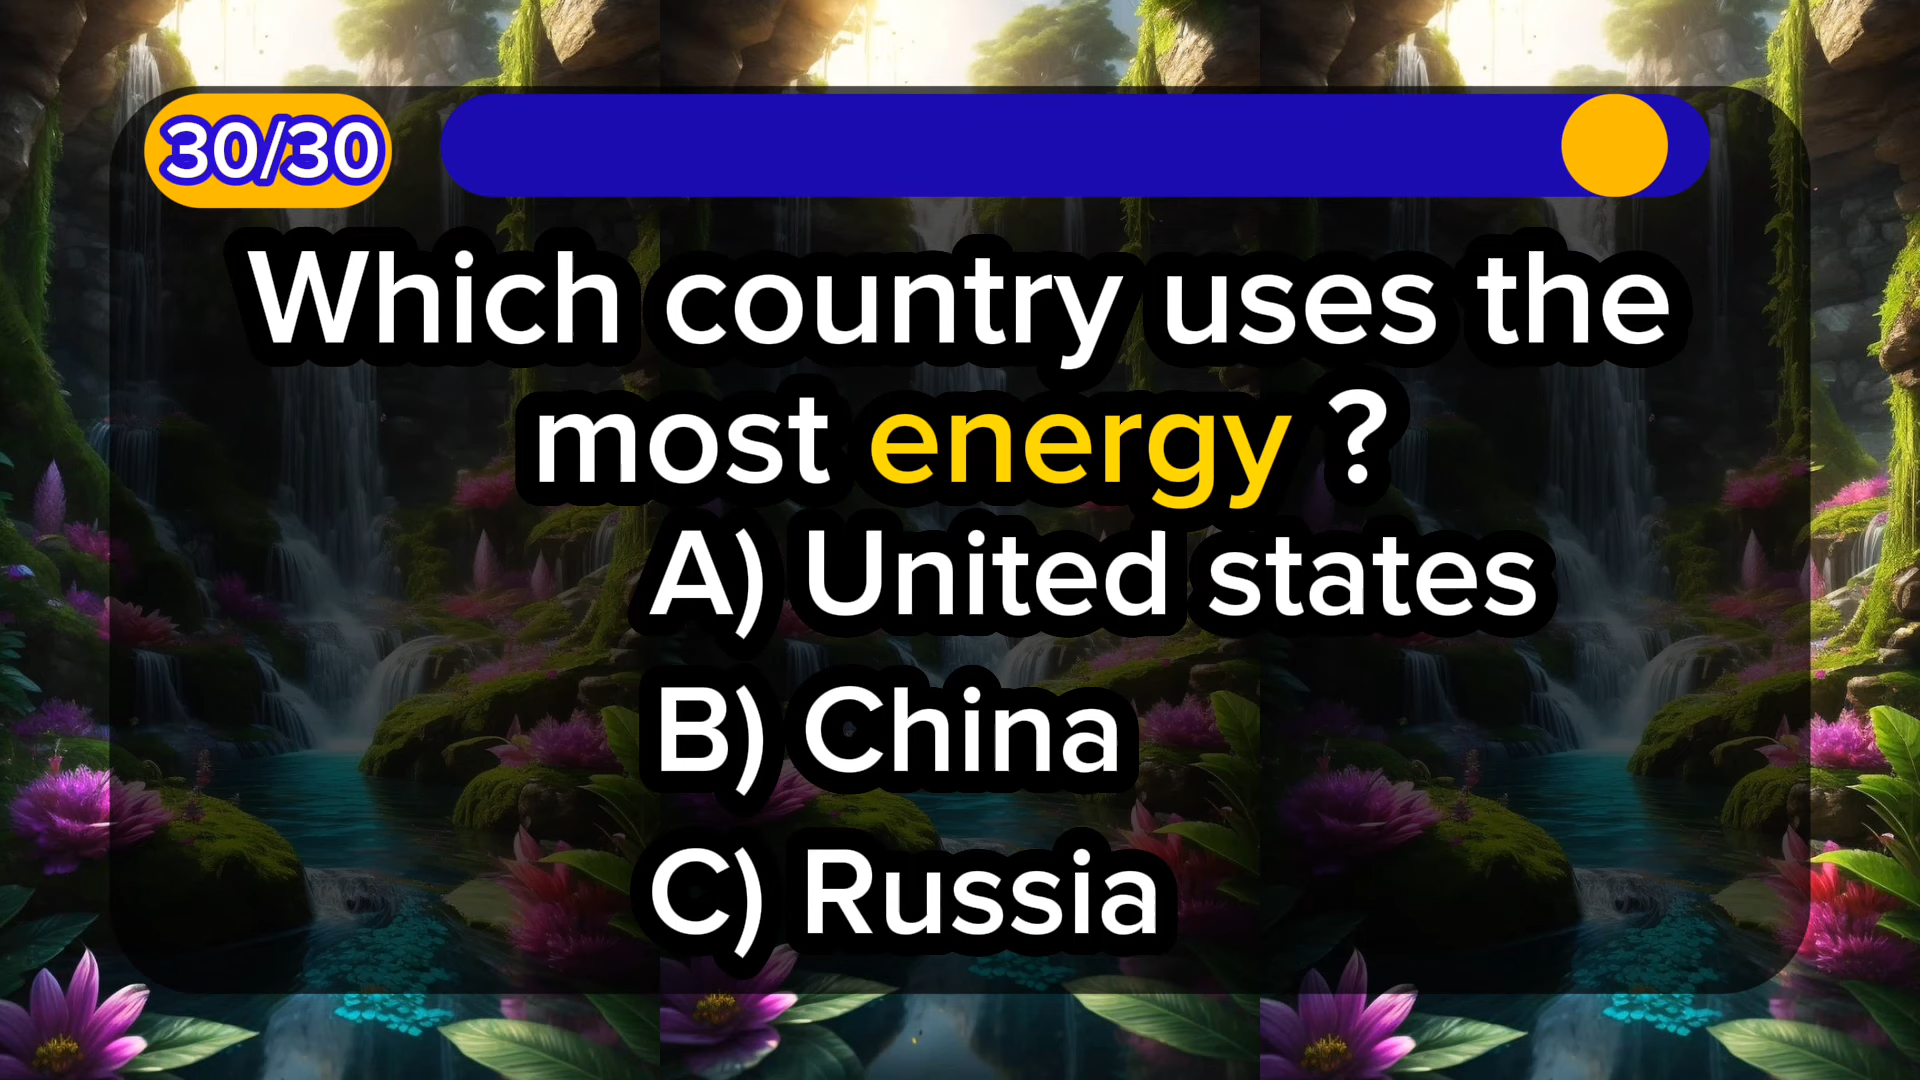 30/30
Which country uses the
most energy ?
A) United states
B) China
C) Russia